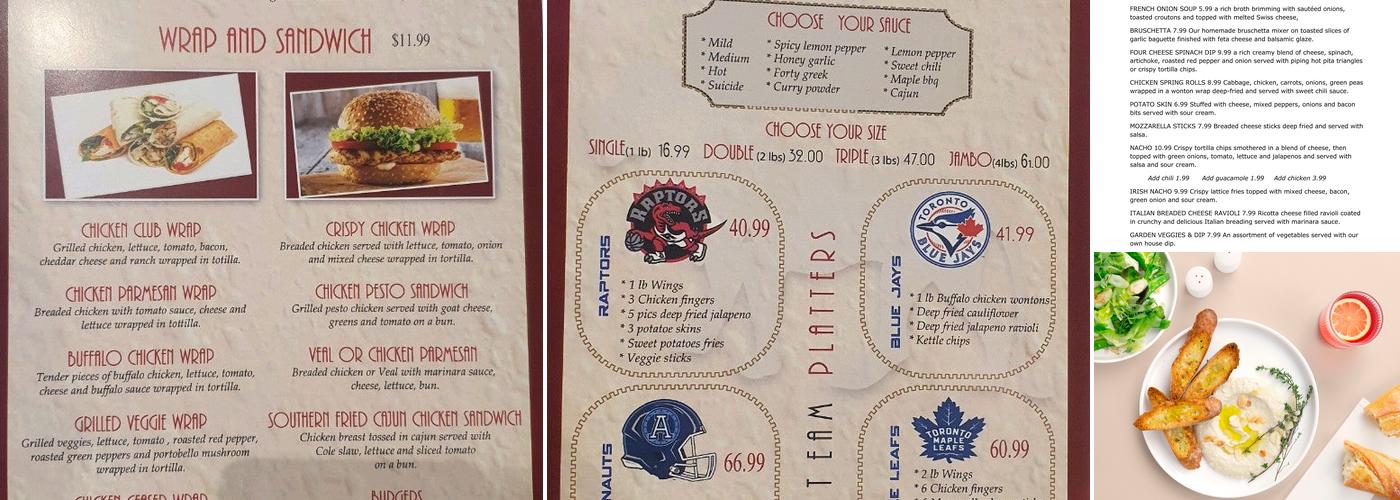 WRAP AND SANDWICH $11.99
CHICKEN CLUB WRAP
Grilled chicken, lettuce, tomato, bacon,
cheddar cheese and ranch wrapped in totilla.
CHICKEN PARMESAN WRAP
Breaded chicken with tomato sauce, cheese and
lettuce wrapped in tottilla.
BUFFALO CHICKEN WRAP
Tender pieces of buffalo chicken, lettuce, tomato,
cheese and buffalo sauce wrapped in tortilla.
GRILLED VEGGIE WRAP
Grilled veggies, lettuce, tomato , roasted red pepper,
roasted green peppers and portobello mushroom
wrapped in tortilla.
CRISPY CHICKEN WRAP
Breaded chicken served with lettuce, tomato, onion
and mixed cheese wrapped in tortilla.
CHICKEN PESTO SANDWICH
Grilled pesto chicken served with goat cheese,
greens and tomato on a bun.
VEAL OR CHICKEN PARMESAN
Breaded chicken or Veal with marinara sauce,
cheese, lettuce, bun.
SOUTHERN FRIED CAJUN CHICKEN SANDWICH
Chicken breast tossed in cajun served with
Cole slaw, lettuce and sliced tomato
on a bun.
BURGERS
CHOOSE YOUR SAUCE
* Mild
* Medium
* Hot
* Suicide
* Spicy lemon pepper
* Honey garlic
* Forty greek
* Curry powder
* Lemon pepper
* Sweet chili
* Maple bbq
* Cajun
CHOOSE YOUR SIZE
SINGLE(1 lb) 16.99 DOUBLE (2 lbs) 32.00 TRIPLE (3 lbs) 47.00 JAMBO(4lbs) 61.00
RAPTORS
RAPTORS
40.99
* 1 lb Wings
* 3 Chicken fingers
* 5 pics deep fried jalapeno
* 3 potatoe skins
* Sweet potatoes fries
* Veggie sticks
PLATTERS
TEAM
TORONTO
BLUE JAYS
BLUE JAYS
41.99
* 1 lb Buffalo chicken wontons
* Deep fried cauliflower
* Deep fried jalapeno ravioli
* Kettle chips
A
66.99
TORONTO
MAPLE
LEAFS
LEAFS
60.99
* 2 lb Wings
* 6 Chicken fingers
FRENCH ONION SOUP 5.99 a rich broth brimming with sautéed onions,
toasted croutons and topped with melted Swiss cheese,
BRUSCHETTA 7.99 Our homemade bruschetta mixer on toasted slices of
garlic baguette finished with feta cheese and balsamic glaze.
FOUR CHEESE SPINACH DIP 9.99 a rich creamy blend of cheese, spinach,
artichoke, roasted red pepper and onion served with piping hot pita triangles
or crispy tortilla chips.
CHICKEN SPRING ROLLS 8.99 Cabbage, chicken, carrots, onions, green peas
wrapped in a wonton wrap deep-fried and served with sweet chili sauce.
POTATO SKIN 6.99 Stuffed with cheese, mixed peppers, onions and bacon
bits served with sour cream.
MOZZARELLA STICKS 7.99 Breaded cheese sticks deep fried and served with
salsa.
NACHO 10.99 Crispy tortilla chips smothered in a blend of cheese, then
topped with green onions, tomato, lettuce and jalapenos and served with
salsa and sour cream.
Add chili 1.99 Add guacamole 1.99 Add chicken 3.99
IRISH NACHO 9.99 Crispy lattice fries topped with mixed cheese, bacon,
green onion and sour cream.
ITALIAN BREADED CHEESE RAVIOLI 7.99 Ricotta cheese filled ravioli coated
in crunchy and delicious Italian breading served with marinara sauce.
GARDEN VEGGIES & DIP 7.99 An assortment of vegetables served with our
own house dip.